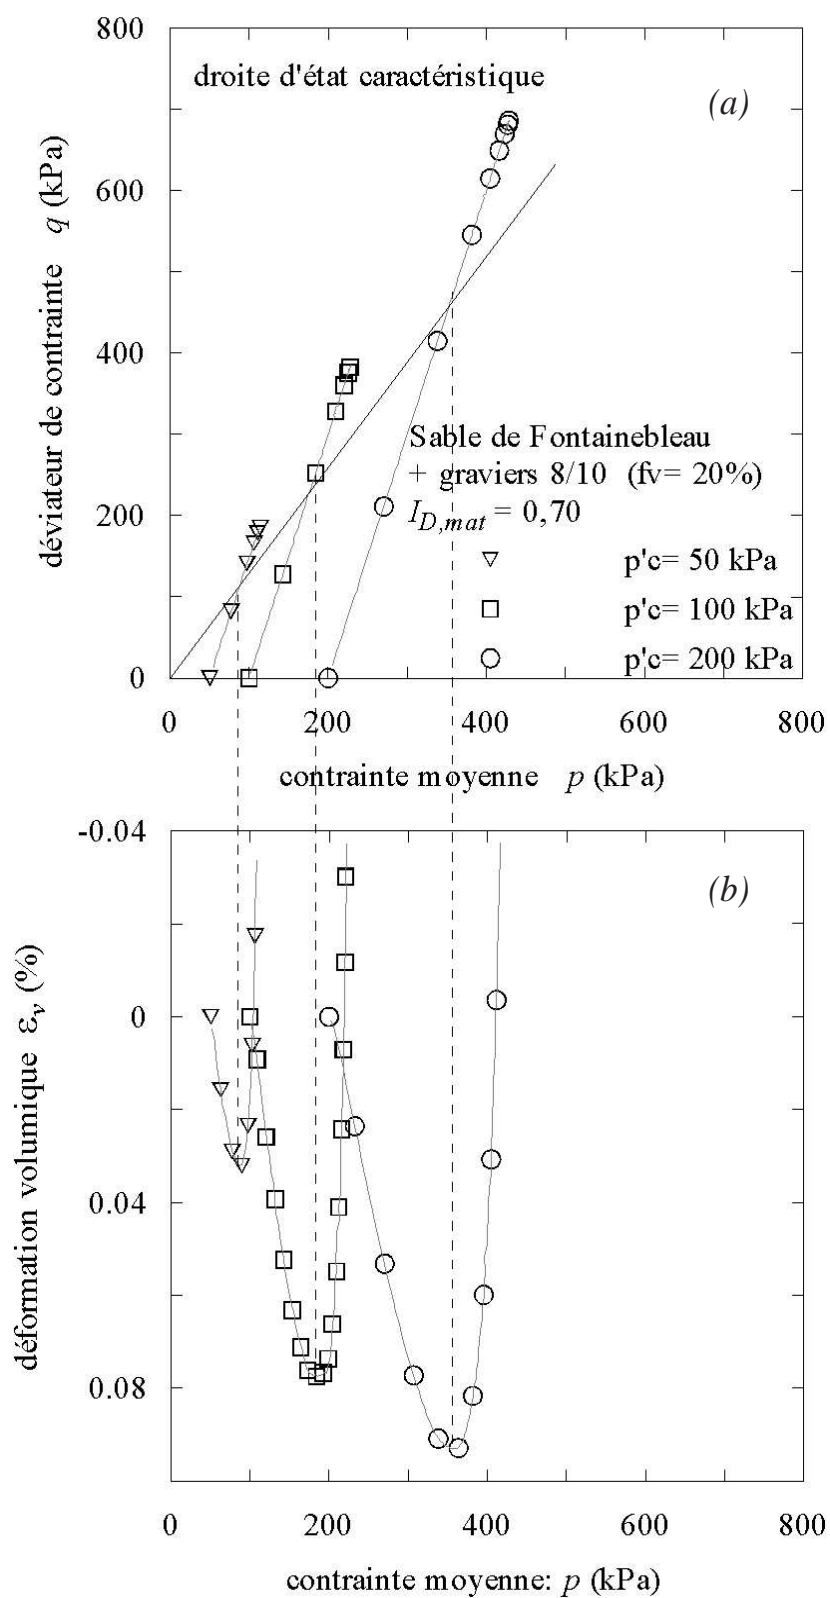 800
droite d'état caractéristique
(a)
600
400
200
0
déviateur de contrainte q (kPa)
Sable de Fontainebleau
+ graviers 8/10 (fv= 20%)
I_{D,mat} = 0,70
p'c= 50 kPa
p'c= 100 kPa
p'c= 200 kPa
0 200 400 600 800
contrainte moyenne p (kPa)
-0.04
(b)
0
0.04
0.08
déformation volumique ε_v (%)
0 200 400 600 800
contrainte moyenne: p (kPa)